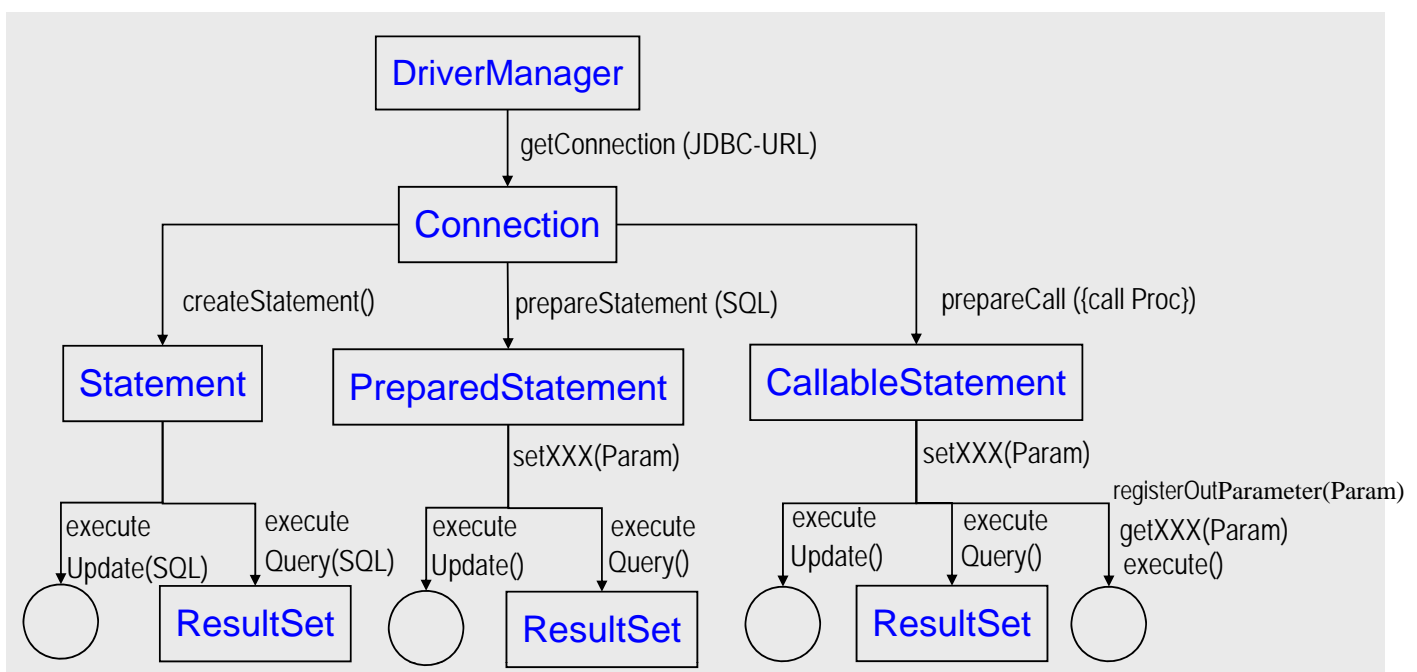 DriverManager
getConnection (JDBC-URL)
Connection
createStatement()
prepareStatement (SQL)
prepareCall ({call Proc})
Statement
PreparedStatement
CallableStatement
setXXX(Param)
setXXX(Param)
registerOutParameter(Param)
execute
Update(SQL)
execute
Query(SQL)
execute
Update()
execute
Query()
execute
Update()
execute
Query()
getXXX(Param)
execute()
ResultSet
ResultSet
ResultSet